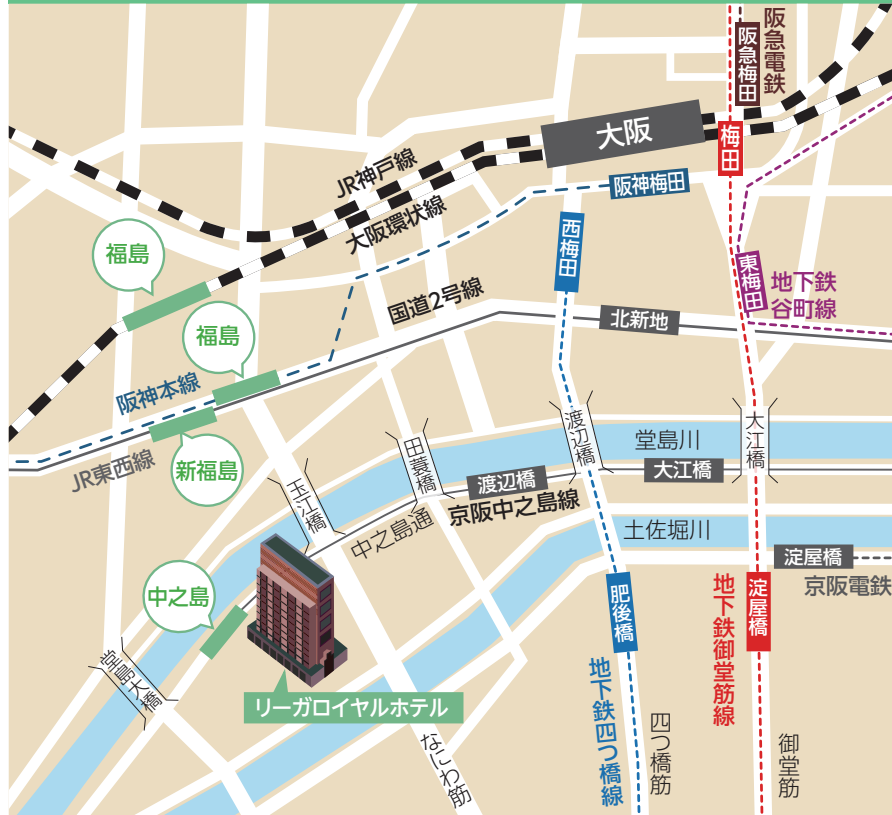 阪急電鉄
阪急梅田
大阪
梅田
JR神戸線
阪神梅田
大阪環状線
西梅田
福島
東梅田
地下鉄
谷町線
国道2号線
北新地
福島
阪神本線
新福島
JR東西線
渡辺橋
大江橋
堂島川
田蓑橋
大江橋
渡辺橋
玉江橋
京阪中之島線
中之島通
土佐堀川
淀屋橋
京阪電鉄
中之島
肥後橋
淀屋橋
地下鉄御堂筋線
堂島大橋
リーガロイヤルホテル
地下鉄四つ橋線
なにわ筋
四つ橋筋
御堂筋